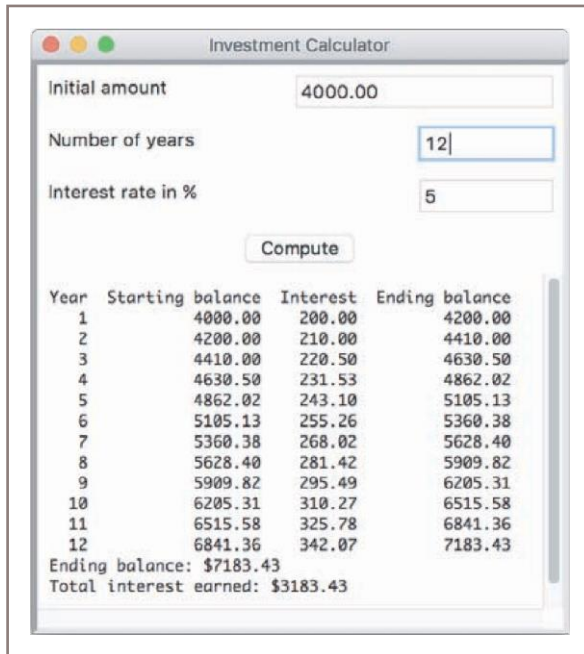 Investment Calculator
Initial amount 4000.00
Number of years 12
Interest rate in % 5
Compute
Year Starting balance Interest Ending balance
1 4000.00 200.00 4200.00
2 4200.00 210.00 4410.00
3 4410.00 220.50 4630.50
4 4630.50 231.53 4862.02
5 4862.02 243.10 5105.13
6 5105.13 255.26 5360.38
7 5360.38 268.02 5628.40
8 5628.40 281.42 5909.82
9 5909.82 295.49 6205.31
10 6205.31 310.27 6515.58
11 6515.58 325.78 6841.36
12 6841.36 342.07 7183.43
Ending balance: $7183.43
Total interest earned: $3183.43